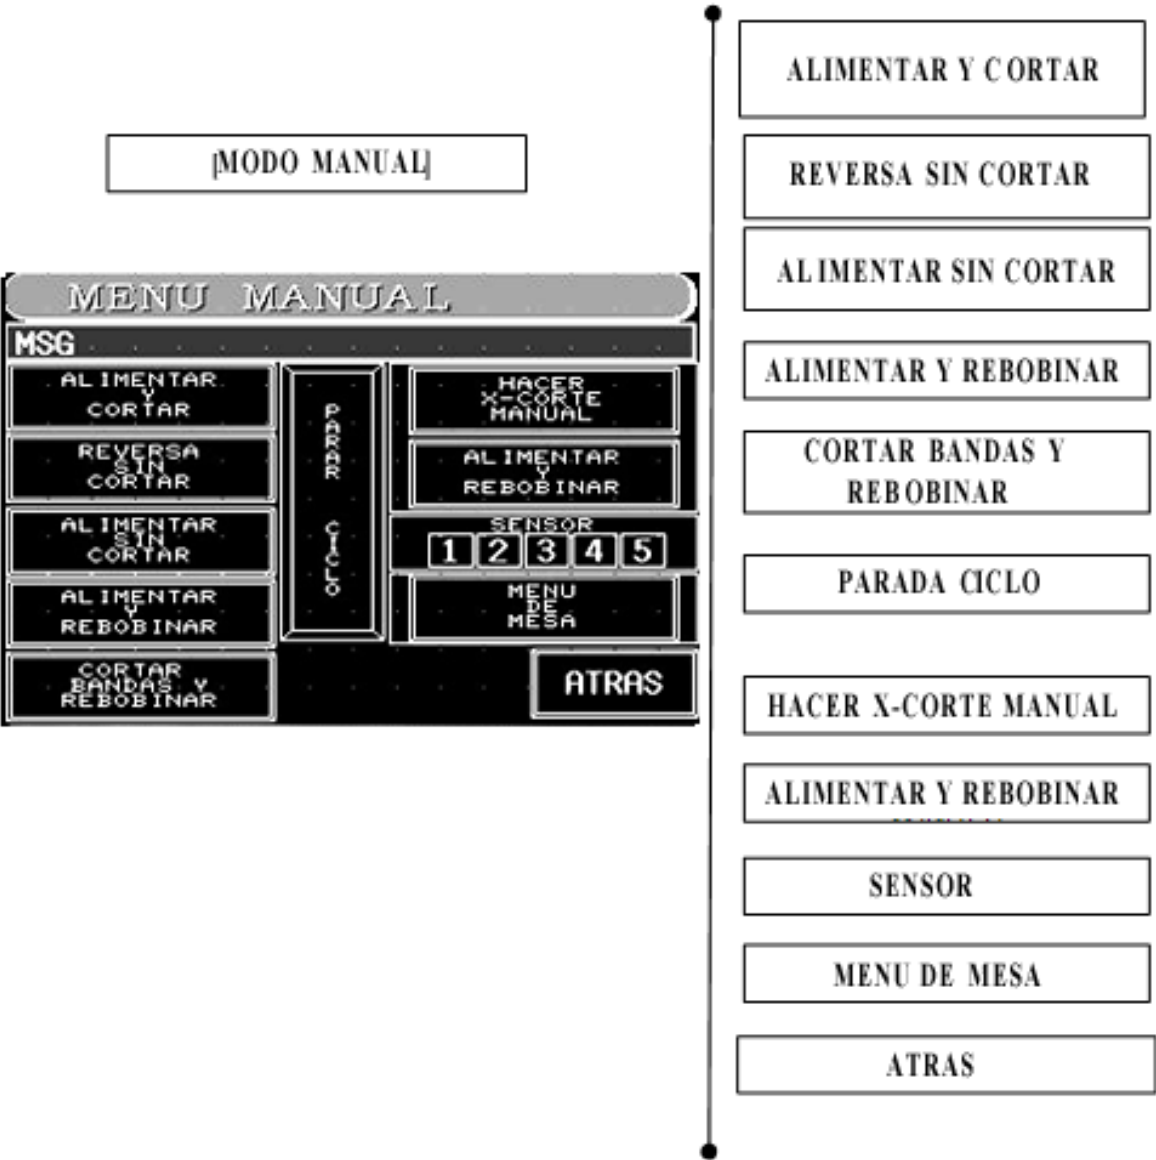 MODO MANUAL
MENU MANUAL
MSG
ALIMENTAR
Y
CORTAR
REVERSA
SIN
CORTAR
ALIMENTAR
SIN
CORTAR
ALIMENTAR
Y
REBOBINAR
CORTAR
BANDAS Y
REBOBINAR
PARAR CICLO
HACER
X-CORTE
MANUAL
ALIMENTAR
Y
REBOBINAR
SENSOR
1 2 3 4 5
MENU
DE
MESA
ATRAS
ALIMENTAR Y CORTAR
REVERSA SIN CORTAR
ALIMENTAR SIN CORTAR
ALIMENTAR Y REBOBINAR
CORTAR BANDAS Y
REBOBINAR
PARADA CICLO
HACER X-CORTE MANUAL
ALIMENTAR Y REBOBINAR
SENSOR
MENU DE MESA
ATRAS